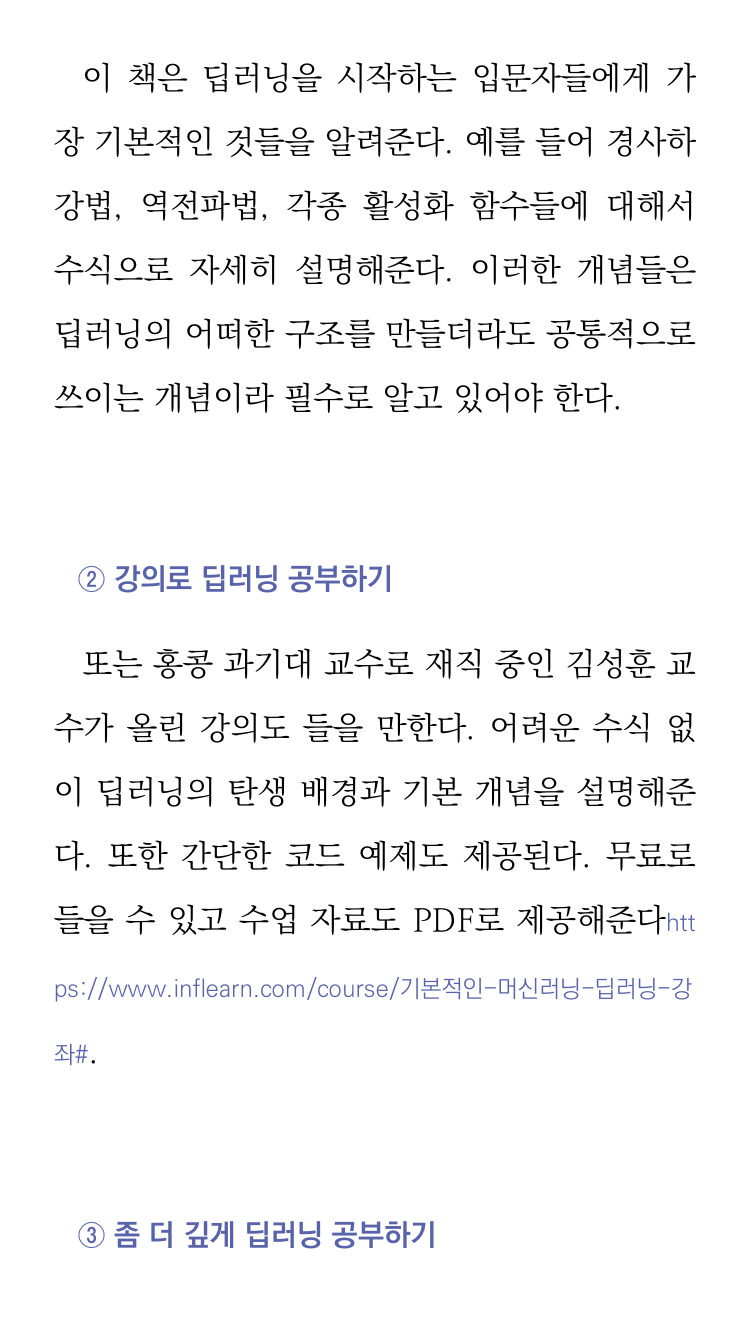 이 책은 딥러닝을 시작하는 입문자들에게 가
장 기본적인 것들을 알려준다. 예를 들어 경사하
강법, 역전파법, 각종 활성화 함수들에 대해서
수식으로 자세히 설명해준다. 이러한 개념들은
딥러닝의 어떠한 구조를 만들더라도 공통적으로
쓰이는 개념이라 필수로 알고 있어야 한다.
② 강의로 딥러닝 공부하기
또는 홍콩 과기대 교수로 재직 중인 김성훈 교
수가 올린 강의도 들을 만한다. 어려운 수식 없
이 딥러닝의 탄생 배경과 기본 개념을 설명해준
다. 또한 간단한 코드 예제도 제공된다. 무료로
들을 수 있고 수업 자료도 PDF로 제공해준다htt
ps://www.inflearn.com/course/기본적인-머신러닝-딥러닝-강
좌#.
③ 좀 더 깊게 딥러닝 공부하기